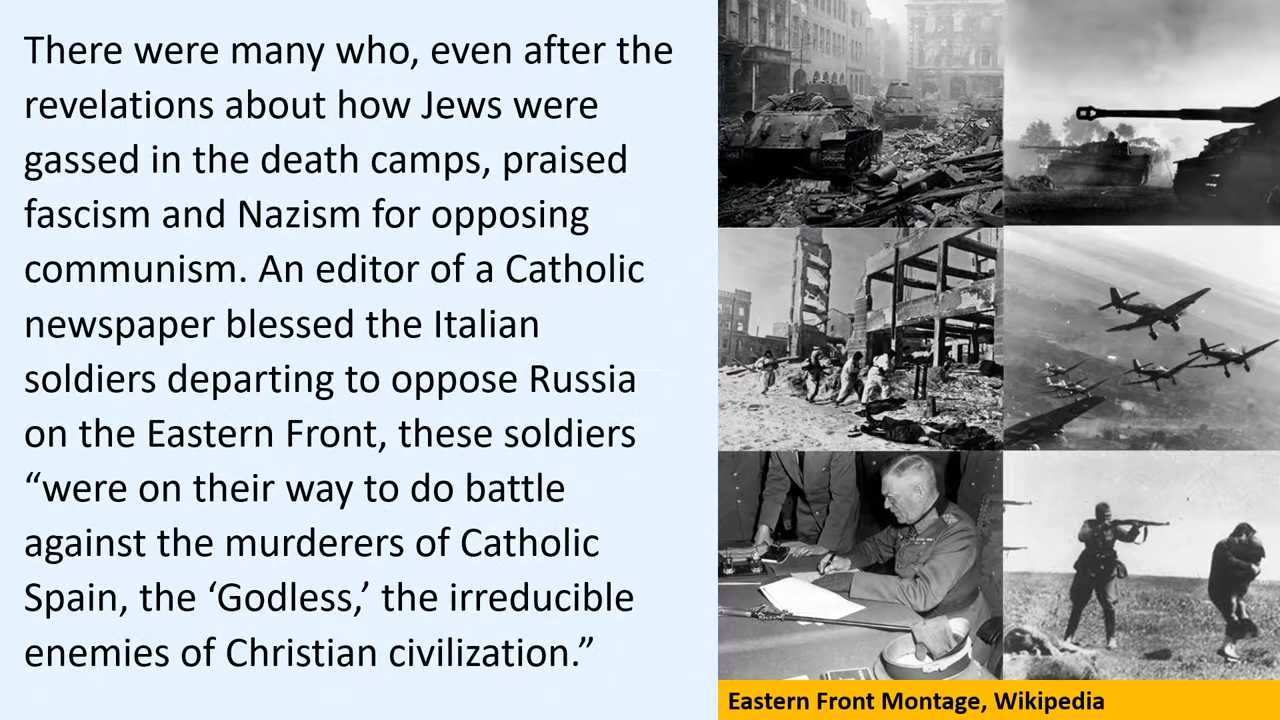 There were many who, even after the
revelations about how Jews were
gassed in the death camps, praised
fascism and Nazism for opposing
communism. An editor of a Catholic
newspaper blessed the Italian
soldiers departing to oppose Russia
on the Eastern Front, these soldiers
“were on their way to do battle
against the murderers of Catholic
Spain, the ‘Godless,’ the irreducible
enemies of Christian civilization.”
Eastern Front Montage, Wikipedia